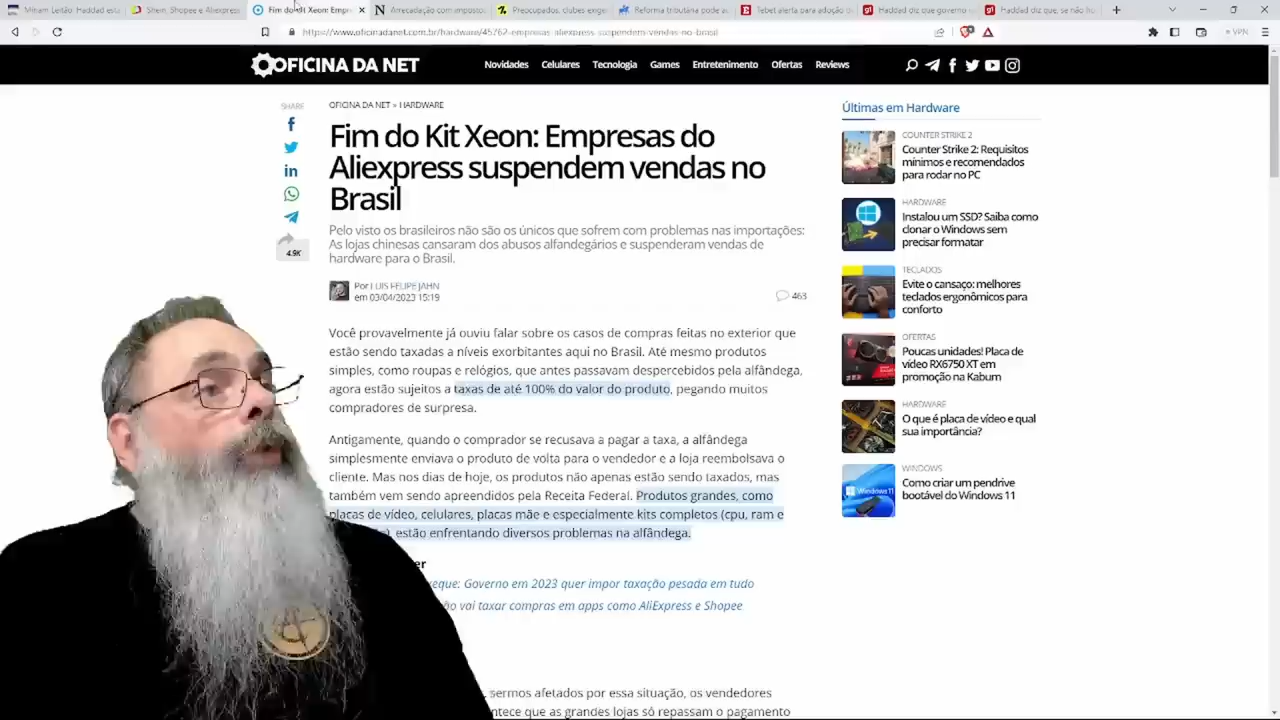 Miriam Leitão: Haddad est
Shein, Shopee e Aliexpress
Fim do Kit Xeon: Empre
Arrecadação com impostos
Preocupados, clubes exige
Reforma tributária pode au
Tebet alerta para adoção d
Haddad diz que governo v
Haddad diz que, se não hu
https://www.oficinadanet.com.br/hardware/45762-empresas-aliexpress-suspendem-vendas-no-brasil
VPN
OFICINA DA NET
Novidades Celulares Tecnologia Games Entretenimento Ofertas Reviews
SHARE
4.9K
OFICINA DA NET » HARDWARE
Fim do Kit Xeon: Empresas do
Aliexpress suspendem vendas no
Brasil
Pelo visto os brasileiros não são os únicos que sofrem com problemas nas importações:
As lojas chinesas cansaram dos abusos alfandegários e suspenderam vendas de
hardware para o Brasil.
Por LUIS FELIPE JAHN
em 03/04/2023 15:19
463
Você provavelmente já ouviu falar sobre os casos de compras feitas no exterior que
estão sendo taxadas a níveis exorbitantes aqui no Brasil. Até mesmo produtos
simples, como roupas e relógios, que antes passavam despercebidos pela alfândega,
agora estão sujeitos a taxas de até 100% do valor do produto, pegando muitos
compradores de surpresa.
Antigamente, quando o comprador se recusava a pagar a taxa, a alfândega
simplesmente enviava o produto de volta para o vendedor e a loja reembolsava o
cliente. Mas nos dias de hoje, os produtos não apenas estão sendo taxados, mas
também vem sendo apreendidos pela Receita Federal. Produtos grandes, como
placas de vídeo, celulares, placas mãe e especialmente kits completos (cpu, ram e
estão enfrentando diversos problemas na alfândega.
er
xeque: Governo em 2023 quer impor taxação pesada em tudo
ho vai taxar compras em apps como AliExpress e Shopee
, sermos afetados por essa situação, os vendedores
ntece que as grandes lojas só repassam o pagamento
Últimas em Hardware
COUNTER STRIKE 2
Counter Strike 2: Requisitos
mínimos e recomendados
para rodar no PC
HARDWARE
Instalou um SSD? Saiba como
clonar o Windows sem
precisar formatar
TECLADOS
Evite o cansaço: melhores
teclados ergonômicos para
conforto
OFERTAS
Poucas unidades! Placa de
vídeo RX6750 XT em
promoção na Kabum
HARDWARE
O que é placa de vídeo e qual
sua importância?
WINDOWS
Como criar um pendrive
bootável do Windows 11
Windows 11